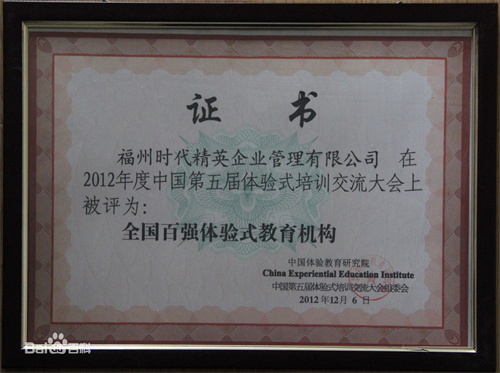 证 书
福州时代精英企业管理有限公司 在
2012年度中国第五届体验式培训交流大会上
被评为：
全国百强体验式教育机构
中国体验教育研究院
China Experiential Education Institute
中国第五届体验式培训交流大会组委会
2012年12月6日
Bai百科